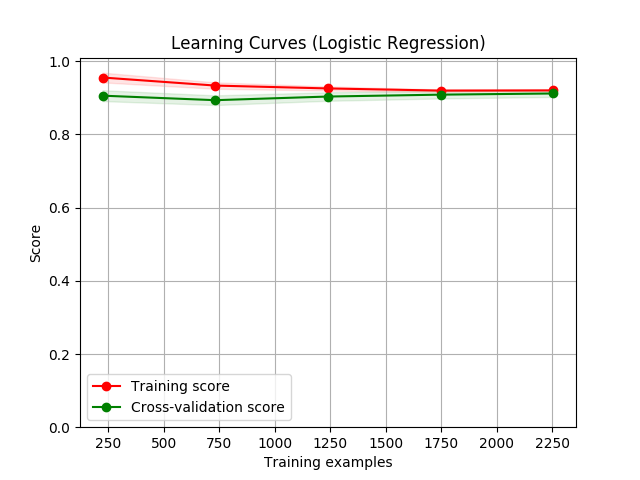 Learning Curves (Logistic Regression)
1.0
0.8
0.6
0.4
0.2
0.0
Score
Training score
Cross-validation score
250 500 750 1000 1250 1500 1750 2000 2250
Training examples